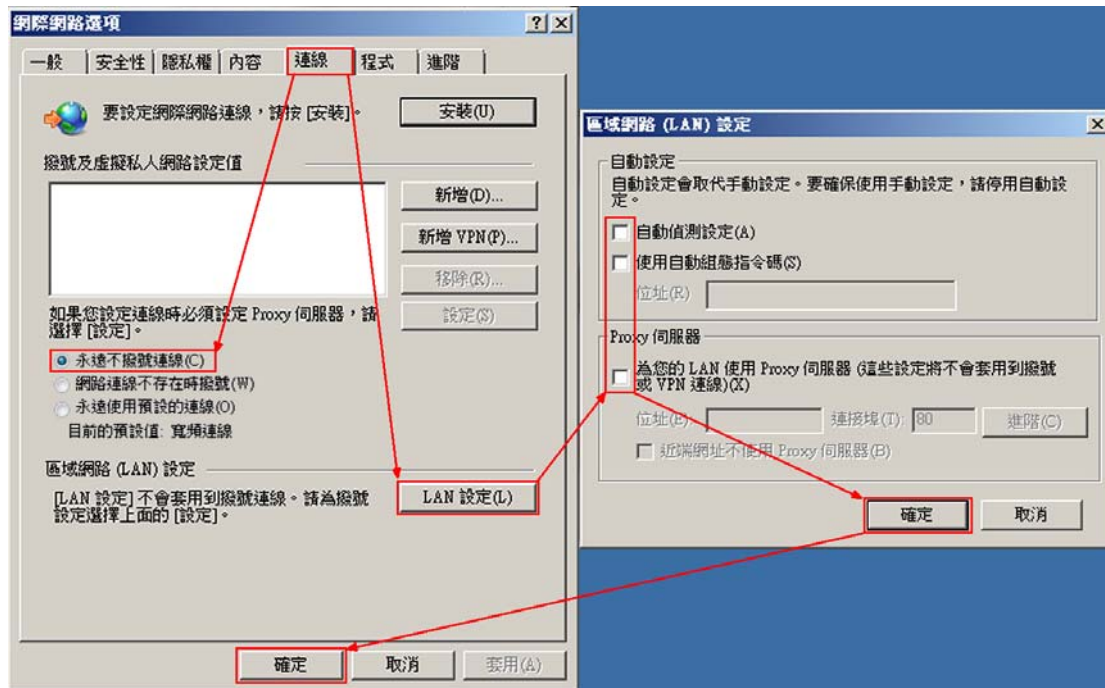 網際網路選項
一般
安全性
隱私權
內容
連線
程式
進階
要設定網際網路連線,請按 [安裝]。
安裝(U)
撥號及虛擬私人網路設定值
新增(D)...
新增 VPN(P)...
移除(R)...
設定(S)
如果您設定連線時必須設定 Proxy 伺服器,請
選擇 [設定]。
永遠不撥號連線(C)
網路連線不存在時撥號(W)
永遠使用預設的連線(O)
目前的預設值: 寬頻連線
區域網路 (LAN) 設定
[LAN 設定] 不會套用到撥號連線。請為撥號
設定選擇上面的 [設定]。
LAN 設定(L)
確定
取消
套用(A)
區域網路 (LAN) 設定
自動設定
自動設定會取代手動設定。要確保使用手動設定,請停用自動設
定。
自動偵測設定(A)
使用自動組態指令碼(S)
位址(R)
Proxy 伺服器
為您的 LAN 使用 Proxy 伺服器 (這些設定將不會套用到撥號
或 VPN 連線)(X)
位址(E):
連接埠(T):
80
進階(C)
近端網址不使用 Proxy 伺服器(B)
確定
取消